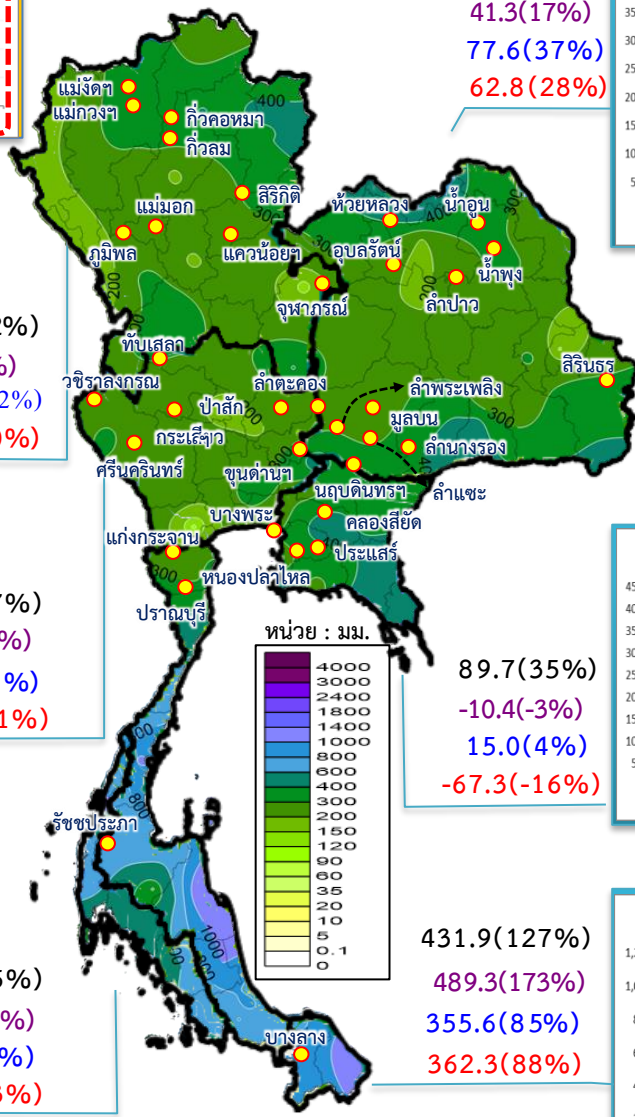 41.3(17%)
77.6(37%)
62.8(28%)
แม่งัดฯ
แม่กวงฯ
กิ่วคอหมา
กิ่วลม
400
สิริกิติ์
300
ห้วยหลวง
น้ำอูน
แม่มอก
ภูมิพล
แควน้อยฯ
อุบลรัตน์
น้ำพุง
ลำปาว
200
จุฬาภรณ์
2%)
ทับเสลา
%)
สิรินธร
วชิราลงกรณ
ลำตะคอง
ลำพระเพลิง
2%)
ป่าสัก
มูลบน
300
กระเสียว
ลำนางรอง
ศรีนครินทร์
ขุนด่านฯ
นฤบดินทรฯ
ลำแซะ
บางพระ
คลองสียัด
แก่งกระจาน
ประแสร์
หนองปลาไหล
300
7%)
ปราณบุรี
%)
%)
1%)
หน่วย : มม.
4000
3000
2400
1800
1400
1000
800
600
400
300
200
150
120
90
60
35
20
10
5
0.1
0
89.7(35%)
-10.4(-3%)
15.0(4%)
-67.3(-16%)
800
รัชชประภา
1000
431.9(127%)
489.3(173%)
355.6(85%)
362.3(88%)
5%)
%)
%)
บางลาง